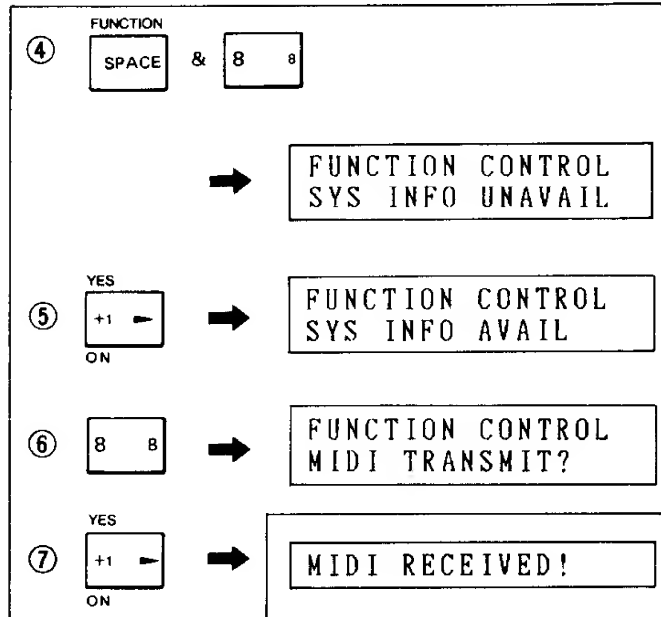 FUNCTION
④ SPACE & 8 8
FUNCTION CONTROL
SYS INFO UNAVAIL
YES
⑤ +1
ON
FUNCTION CONTROL
SYS INFO AVAIL
⑥ 8 8
FUNCTION CONTROL
MIDI TRANSMIT?
YES
⑦ +1
ON
MIDI RECEIVED!